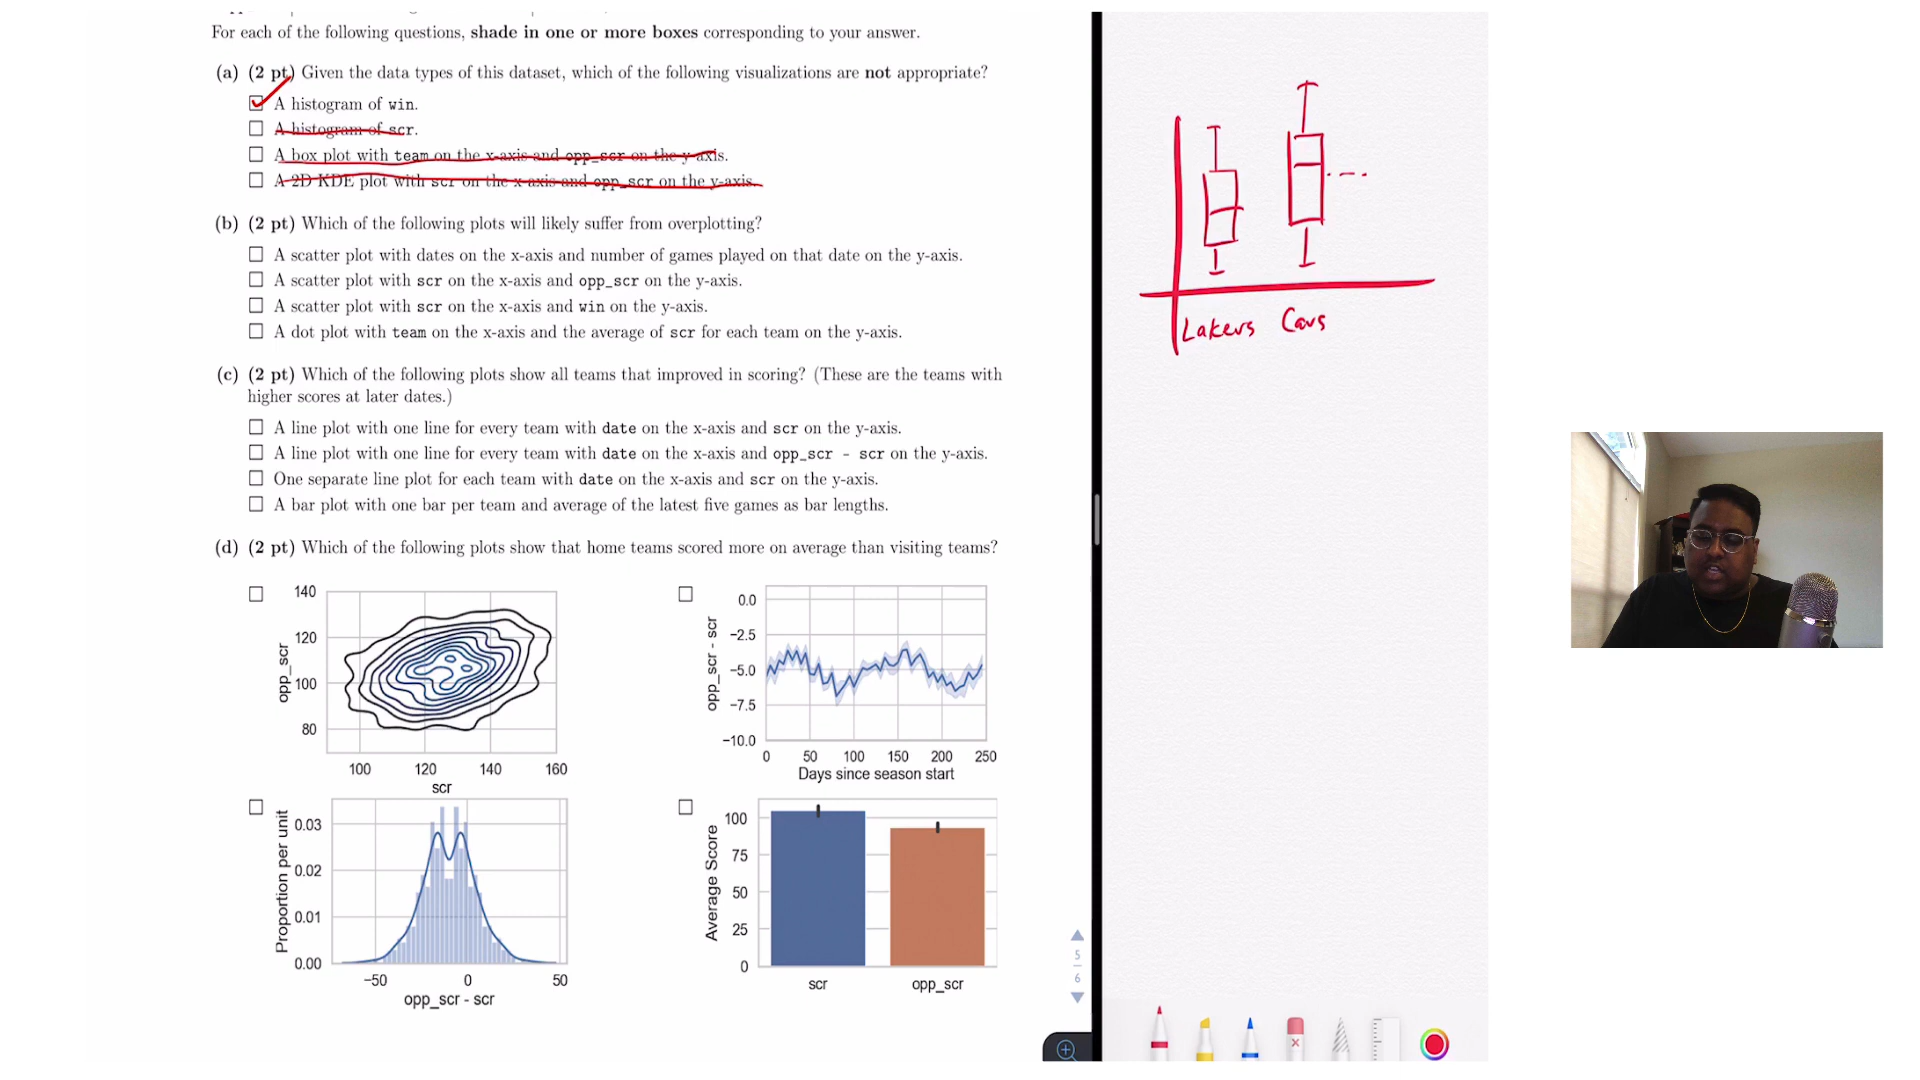 For each of the following questions, shade in one or more boxes corresponding to your answer.
(a) (2 pt) Given the data types of this dataset, which of the following visualizations are not appropriate?
A histogram of win.
A histogram of scr.
A box plot with team on the x-axis and opp_scr on the y-axis.
A 2D KDE plot with scr on the x-axis and opp_scr on the y-axis.
(b) (2 pt) Which of the following plots will likely suffer from overplotting?
A scatter plot with dates on the x-axis and number of games played on that date on the y-axis.
A scatter plot with scr on the x-axis and opp_scr on the y-axis.
A scatter plot with scr on the x-axis and win on the y-axis.
A dot plot with team on the x-axis and the average of scr for each team on the y-axis.
(c) (2 pt) Which of the following plots show all teams that improved in scoring? (These are the teams with
higher scores at later dates.)
A line plot with one line for every team with date on the x-axis and scr on the y-axis.
A line plot with one line for every team with date on the x-axis and opp_scr - scr on the y-axis.
One separate line plot for each team with date on the x-axis and scr on the y-axis.
A bar plot with one bar per team and average of the latest five games as bar lengths.
(d) (2 pt) Which of the following plots show that home teams scored more on average than visiting teams?
140
120
100
80
opp_scr
100 120 140 160
scr
0.0
−2.5
−5.0
−7.5
−10.0
opp_scr - scr
0 50 100 150 200 250
Days since season start
0.03
0.02
0.01
0.00
Proportion per unit
−50 0 50
opp_scr - scr
100
75
50
25
0
Average Score
scr opp_scr
5
6
Lakers Cavs